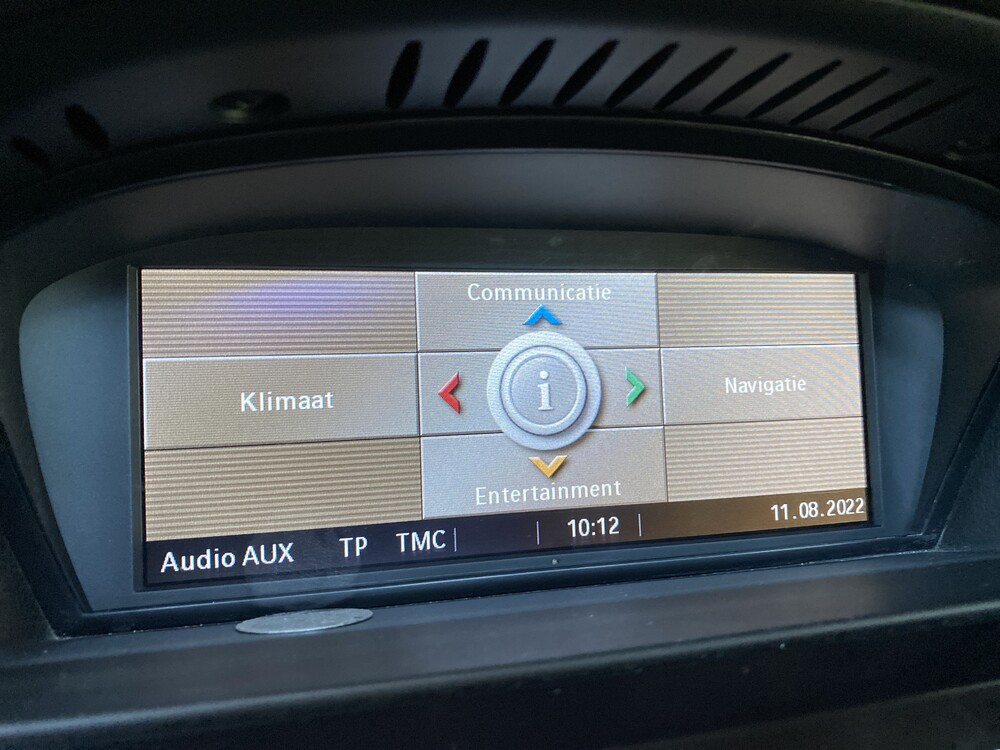 Communicatie
Klimaat
i
Navigatie
Entertainment
Audio AUX TP TMC 10:12 11.08.2022